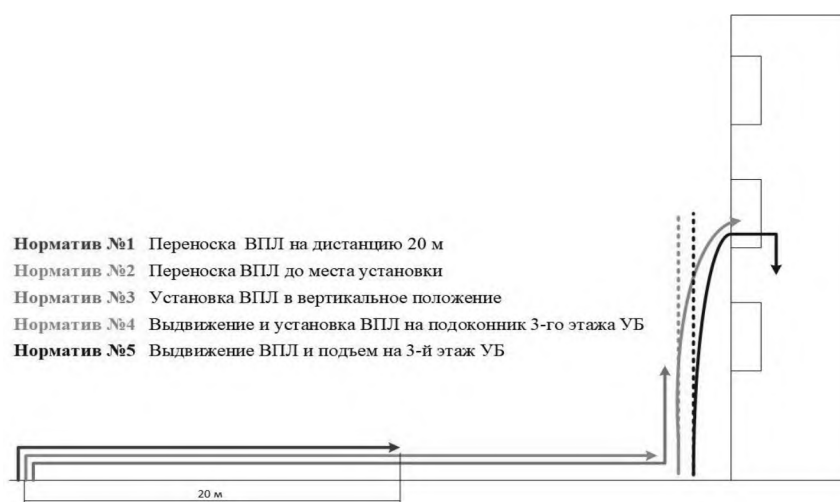 Норматив №1 Переноска ВПЛ на дистанцию 20 м
Норматив №2 Переноска ВПЛ до места установки
Норматив №3 Установка ВПЛ в вертикальное положение
Норматив №4 Выдвижение и установка ВПЛ на подоконник 3-го этажа УБ
Норматив №5 Выдвижение ВПЛ и подъем на 3-й этаж УБ
20 м